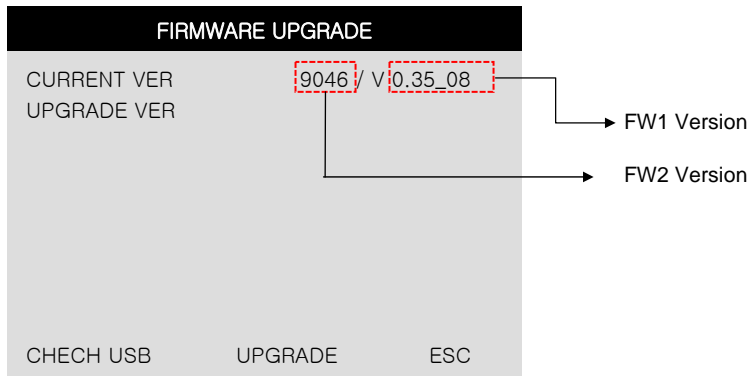 FIRMWARE UPGRADE
CURRENT VER 9046 / V 0.35_08
UPGRADE VER
FW1 Version
FW2 Version
CHECH USB UPGRADE ESC